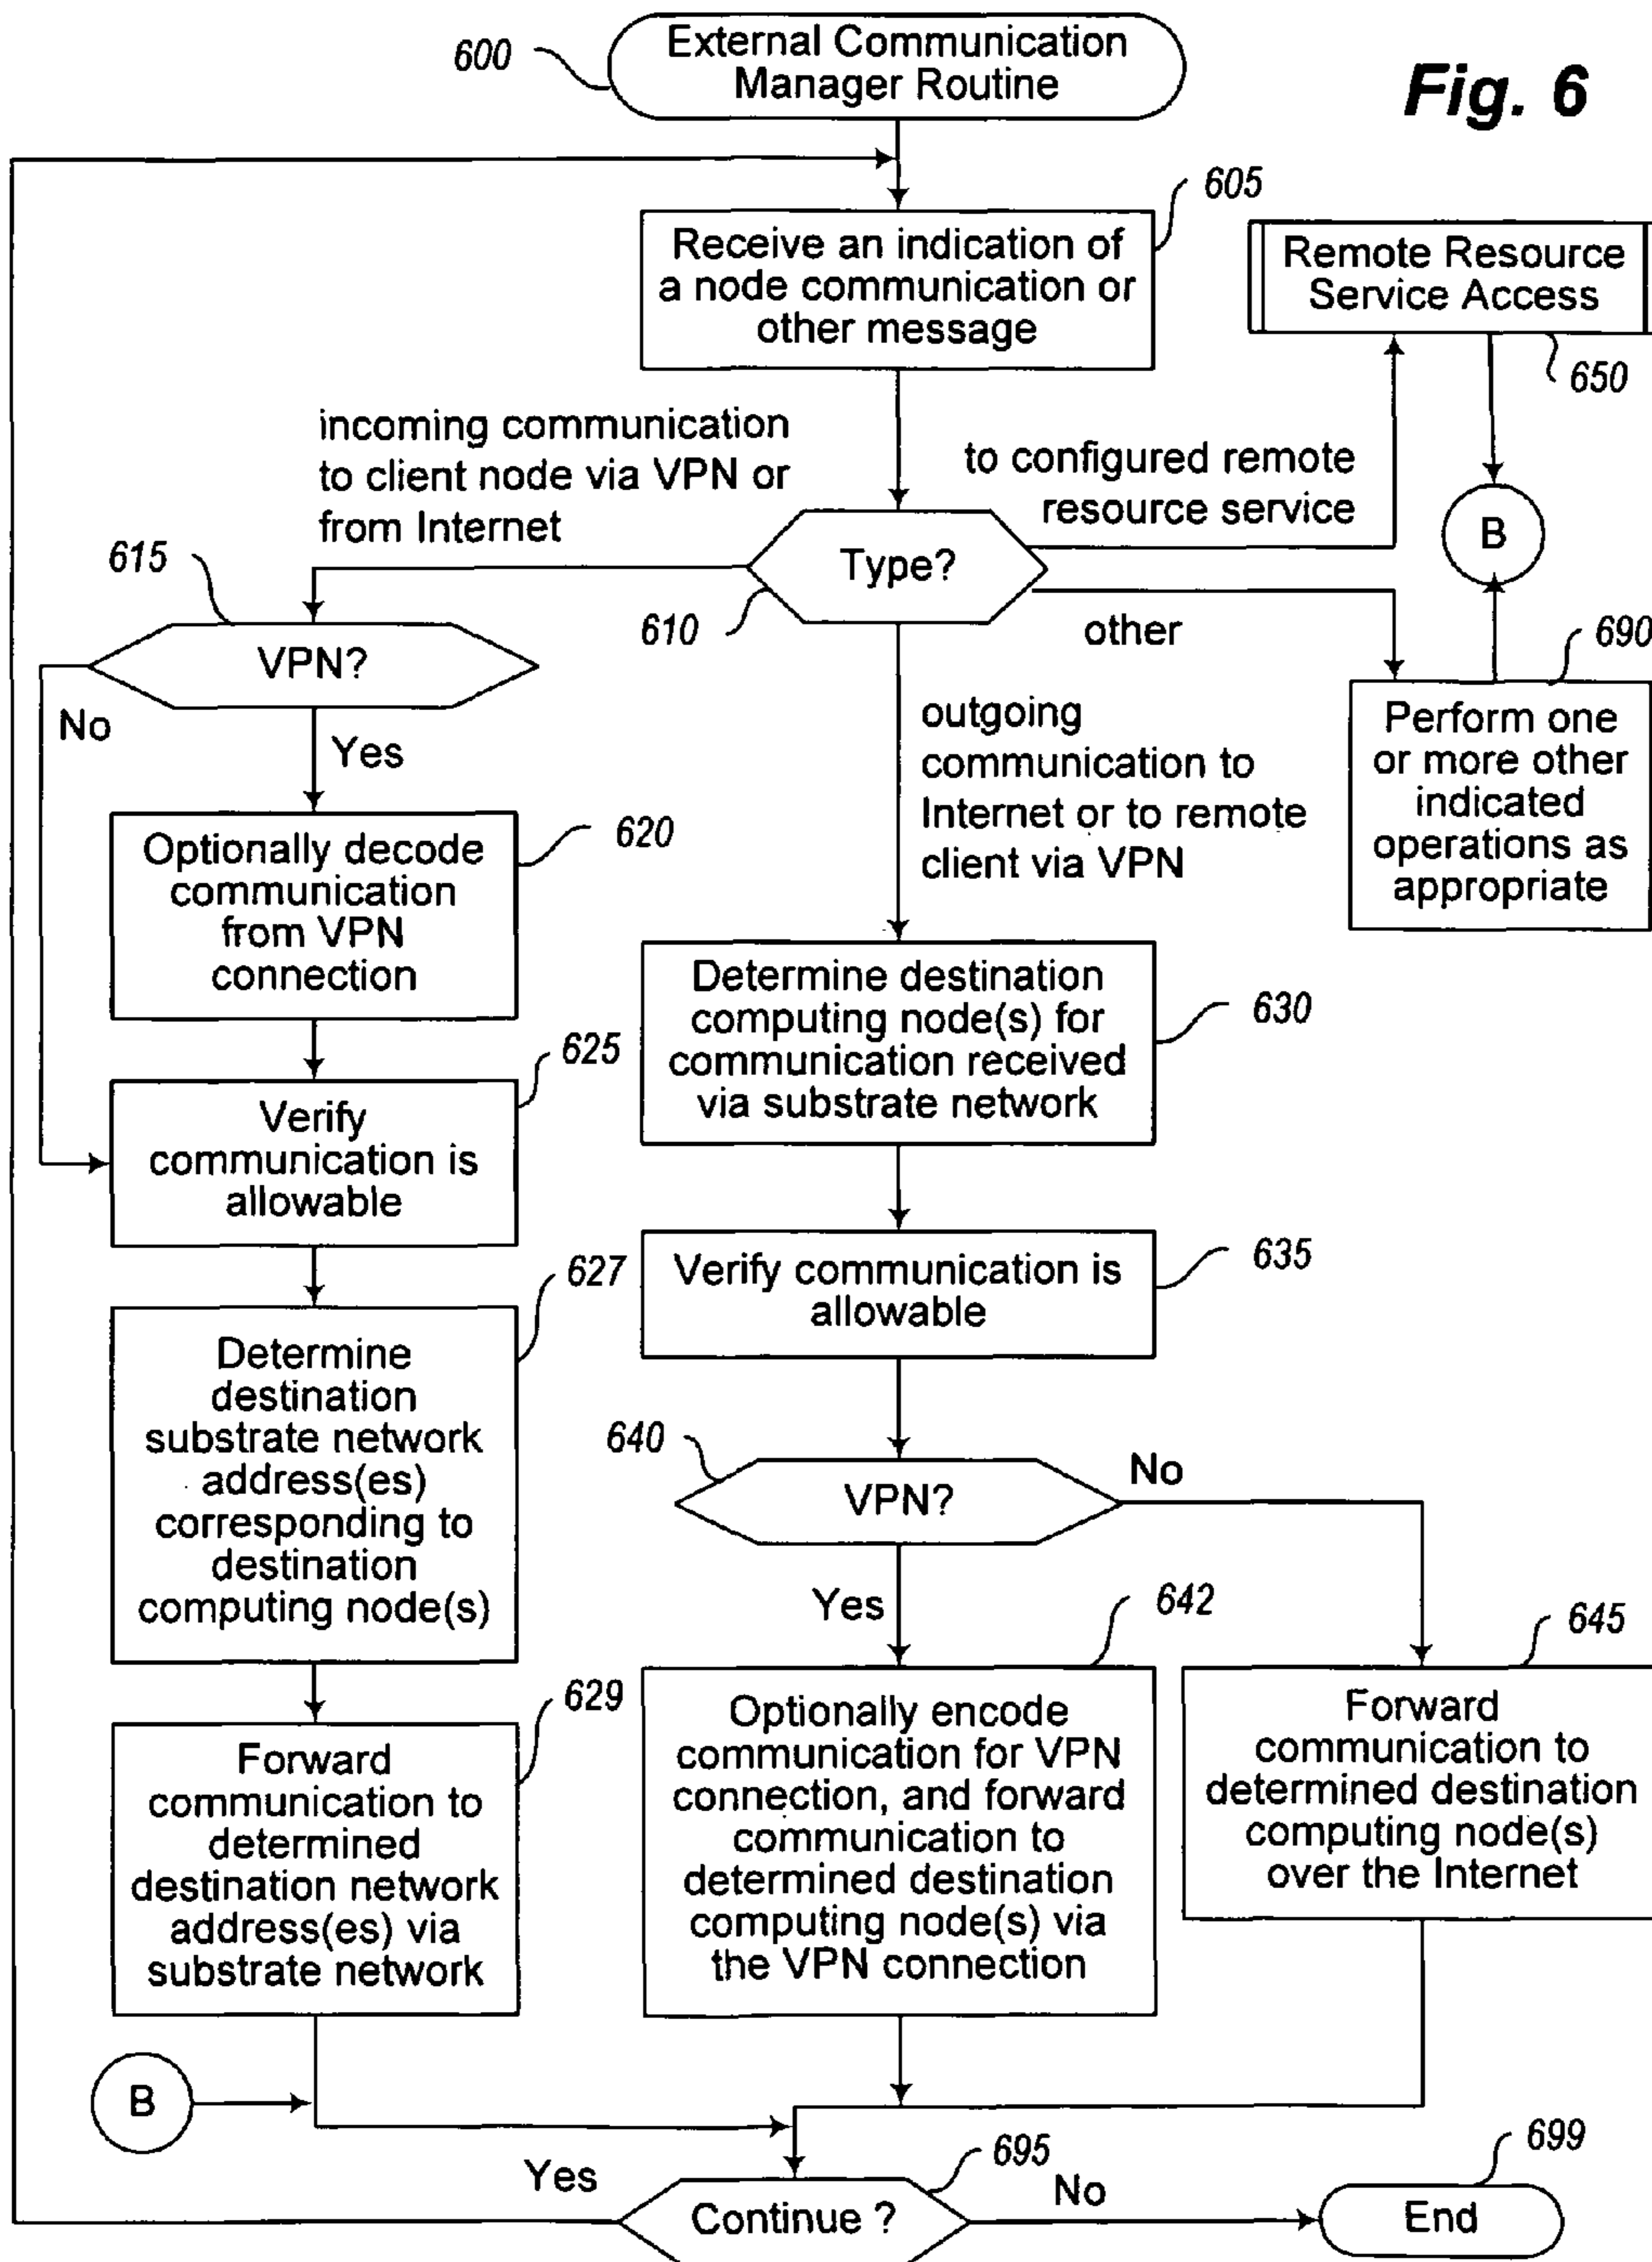 600
External Communication
Manager Routine
Fig. 6
605
Receive an indication of
a node communication or
other message
Remote Resource
Service Access
650
incoming communication
to client node via VPN or
from Internet
to configured remote
resource service
B
615
Type?
610
other
690
VPN?
No
Yes
outgoing
communication to
Internet or to remote
client via VPN
Perform one
or more other
indicated
operations as
appropriate
Optionally decode
communication
from VPN
connection
620
Determine destination
computing node(s) for
communication received
via substrate network
630
625
Verify
communication is
allowable
Verify communication is
allowable
635
627
Determine
destination
substrate network
address(es)
corresponding to
destination
computing node(s)
640
VPN?
No
Yes
642
645
629
Forward
communication to
determined
destination network
address(es) via
substrate network
Optionally encode
communication for VPN
connection, and forward
communication to
determined destination
computing node(s) via
the VPN connection
Forward
communication to
determined destination
computing node(s)
over the Internet
B
Yes
695
Continue ?
No
699
End